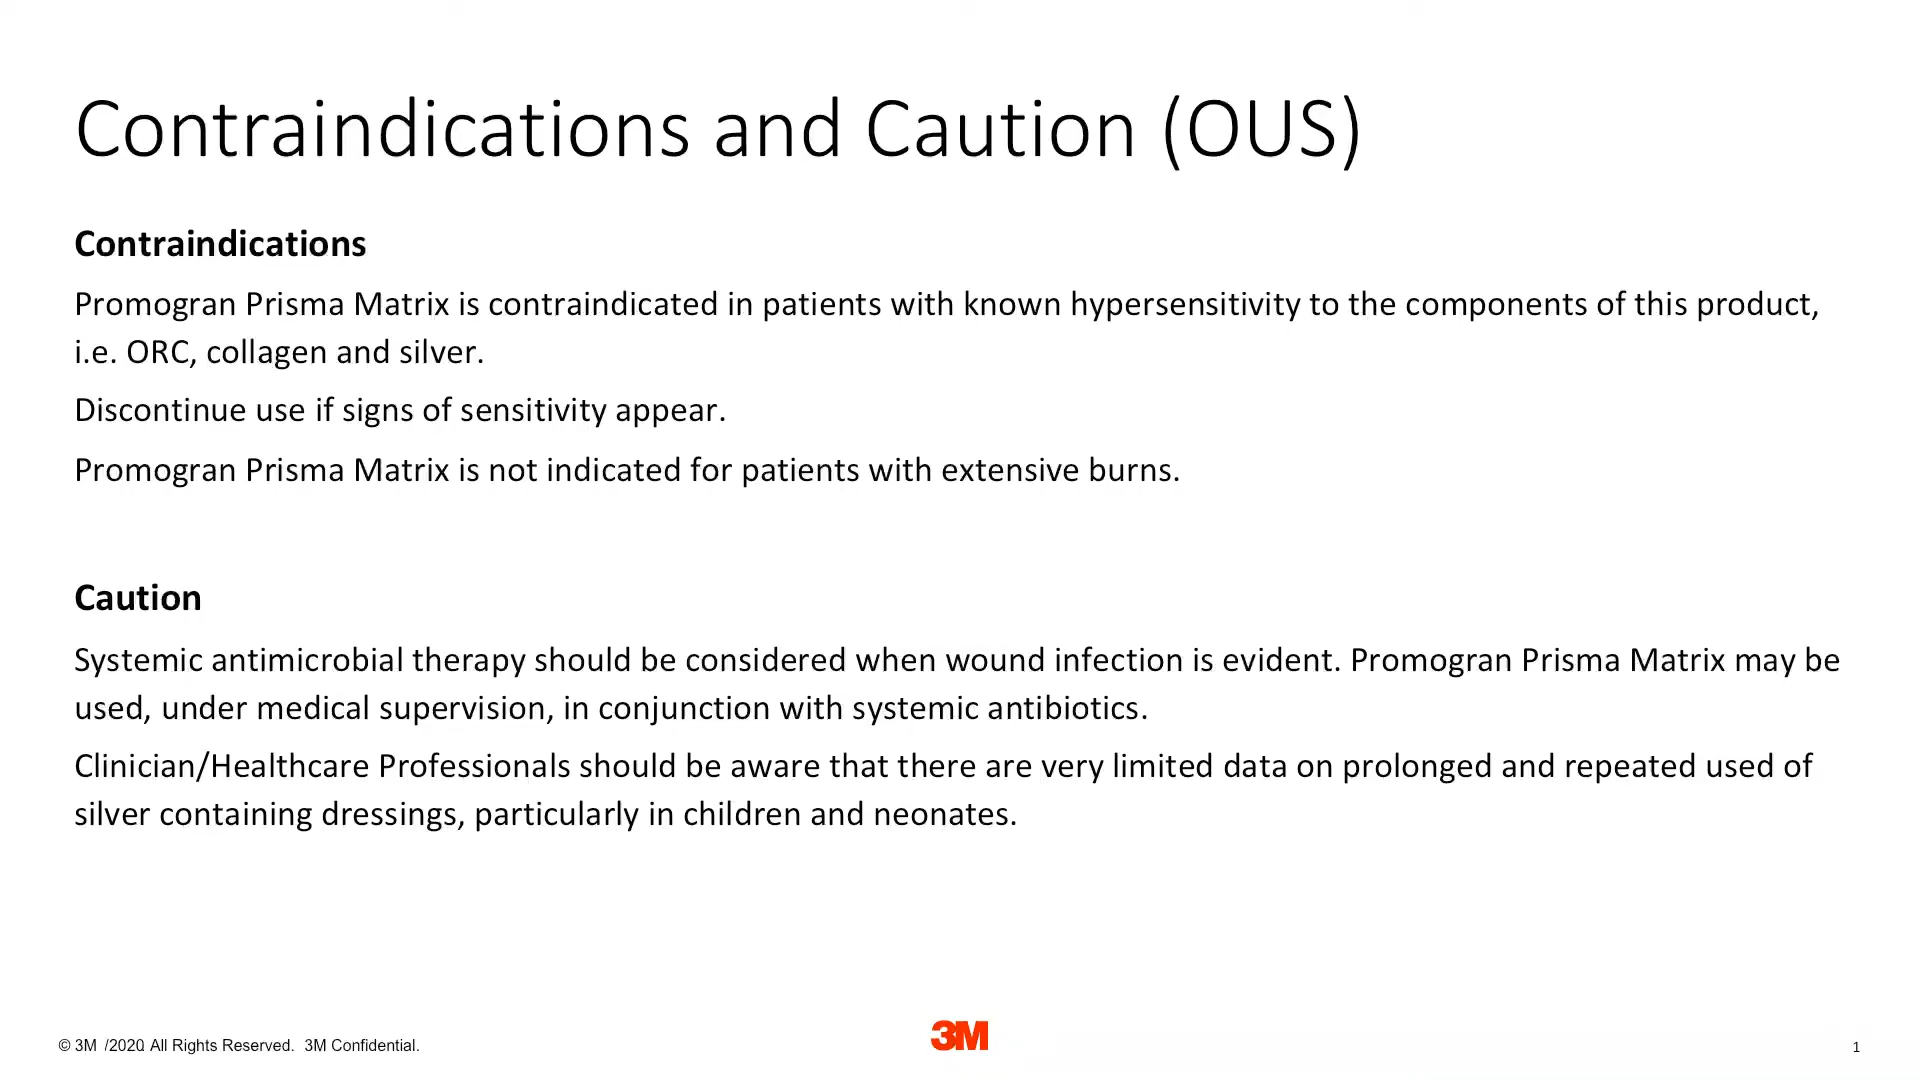 Contraindications and Caution (OUS)
Contraindications
Promogran Prisma Matrix is contraindicated in patients with known hypersensitivity to the components of this product,
i.e. ORC, collagen and silver.
Discontinue use if signs of sensitivity appear.
Promogran Prisma Matrix is not indicated for patients with extensive burns.
Caution
Systemic antimicrobial therapy should be considered when wound infection is evident. Promogran Prisma Matrix may be
used, under medical supervision, in conjunction with systemic antibiotics.
Clinician/Healthcare Professionals should be aware that there are very limited data on prolonged and repeated used of
silver containing dressings, particularly in children and neonates.
© 3M /2020. All Rights Reserved. 3M Confidential.
3M
1